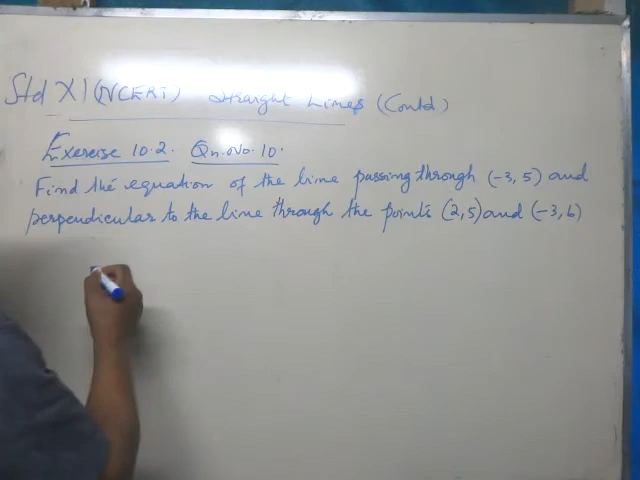 Std XI (NCERT) Straight Lines (Contd)
Exercise 10.2. Qn.No.10.
Find the equation of the line passing through (-3, 5) and
perpendicular to the line through the points (2, 5) and (-3, 6)